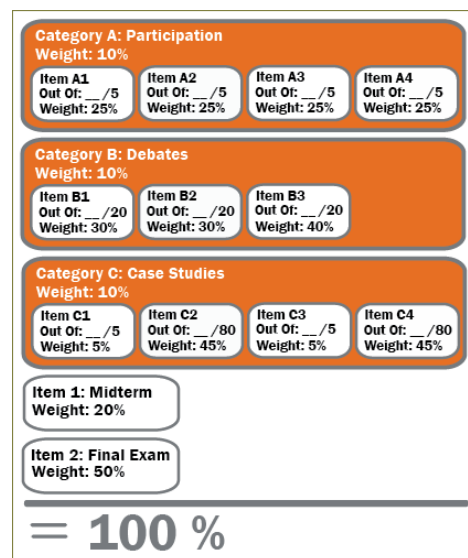 Category A: Participation
Weight: 10%
Item A1
Out Of: __/5
Weight: 25%
Item A2
Out Of: __/5
Weight: 25%
Item A3
Out Of: __/5
Weight: 25%
Item A4
Out Of: __/5
Weight: 25%
Category B: Debates
Weight: 10%
Item B1
Out Of: __/20
Weight: 30%
Item B2
Out Of: __/20
Weight: 30%
Item B3
Out Of: __/20
Weight: 40%
Category C: Case Studies
Weight: 10%
Item C1
Out Of: __/5
Weight: 5%
Item C2
Out Of: __/80
Weight: 45%
Item C3
Out Of: __/5
Weight: 5%
Item C4
Out Of: __/80
Weight: 45%
Item 1: Midterm
Weight: 20%
Item 2: Final Exam
Weight: 50%
= 100 %